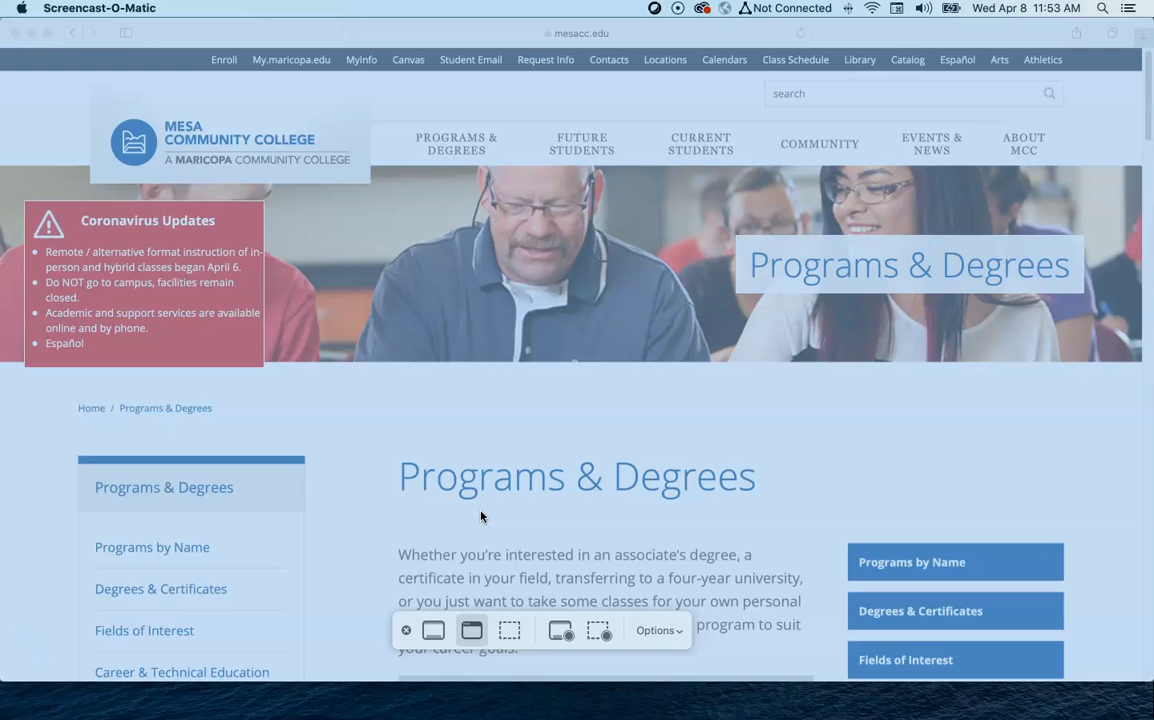 Screencast-O-Matic
Not Connected
Wed Apr 8 11:53 AM
mesacc.edu
Enroll My.maricopa.edu MyInfo Canvas Student Email Request Info Contacts Locations Calendars Class Schedule Library Catalog Español Arts Athletics
search
MESA
COMMUNITY COLLEGE
A MARICOPA COMMUNITY COLLEGE
PROGRAMS &
DEGREES
FUTURE
STUDENTS
CURRENT
STUDENTS
COMMUNITY
EVENTS &
NEWS
ABOUT
MCC
Coronavirus Updates
Remote / alternative format instruction of in-
person and hybrid classes began April 6.
Do NOT go to campus, facilities remain
closed.
Academic and support services are available
online and by phone.
Español
Programs & Degrees
Home / Programs & Degrees
Programs & Degrees
Programs by Name
Degrees & Certificates
Fields of Interest
Career & Technical Education
Programs & Degrees
Whether you're interested in an associate's degree, a
certificate in your field, transferring to a four-year university,
or you just want to take some classes for your own personal
program to suit
your career goals.
Options
Programs by Name
Degrees & Certificates
Fields of Interest